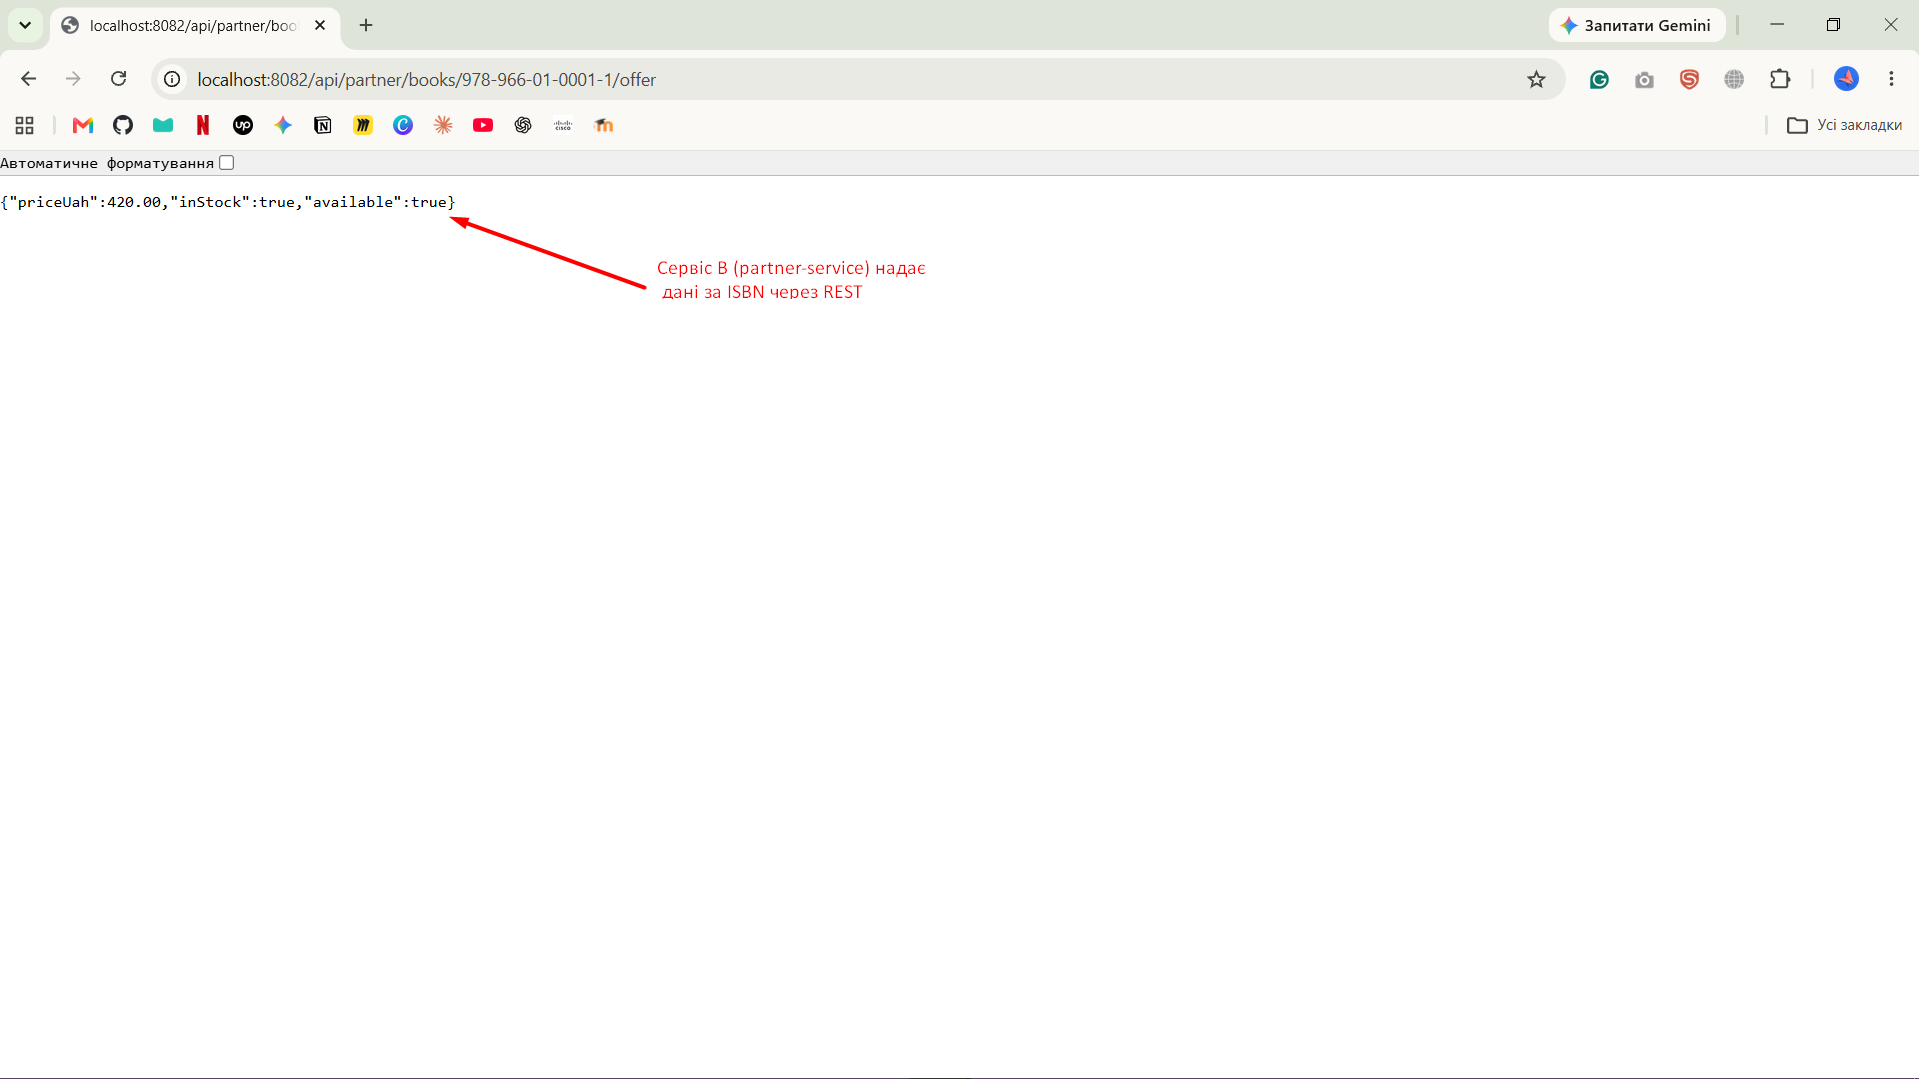 localhost:8082/api/partner/boo
Запитати Gemini
localhost:8082/api/partner/books/978-966-01-0001-1/offer
Усі закладки
Автоматичне форматування
{"priceUah":420.00,"inStock":true,"available":true}
Сервіс B (partner-service) надає
дані за ISBN через REST